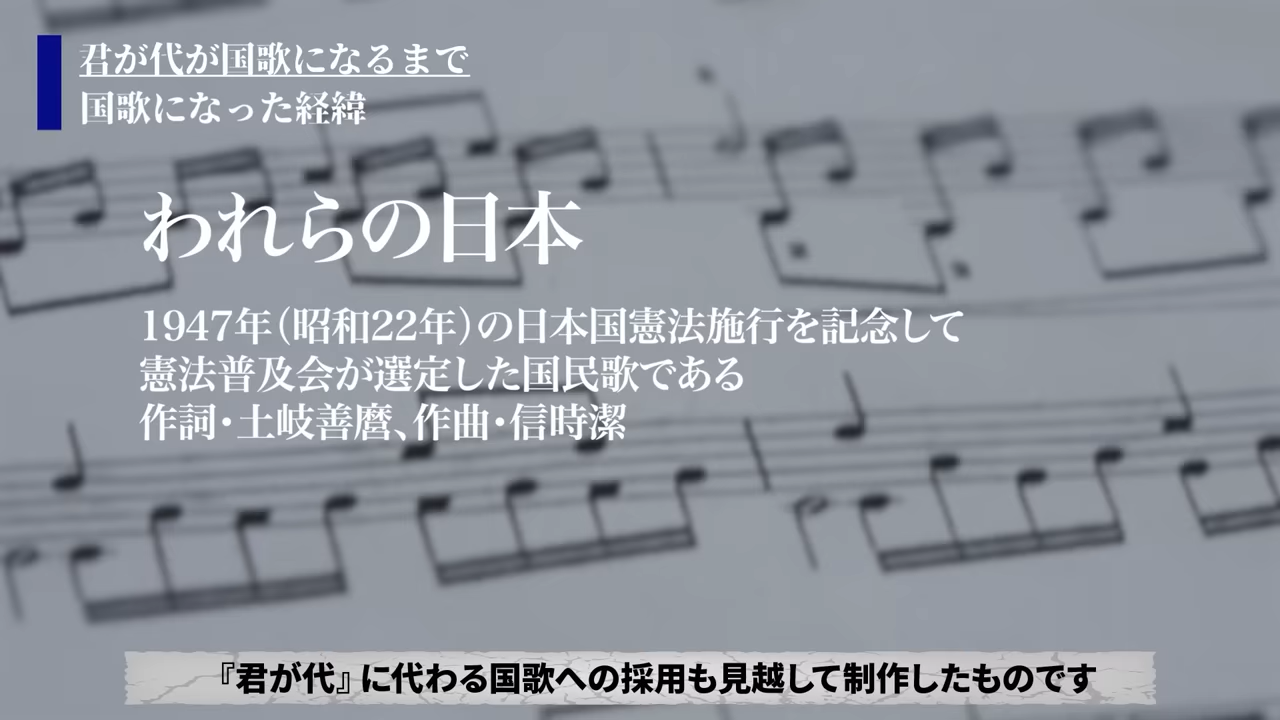 君が代が国歌になるまで
国歌になった経緯
われらの日本
1947年(昭和22年)の日本国憲法施行を記念して
憲法普及会が選定した国民歌である
作詞・土岐善麿、作曲・信時潔
『君が代』に代わる国歌への採用も見越して制作したものです